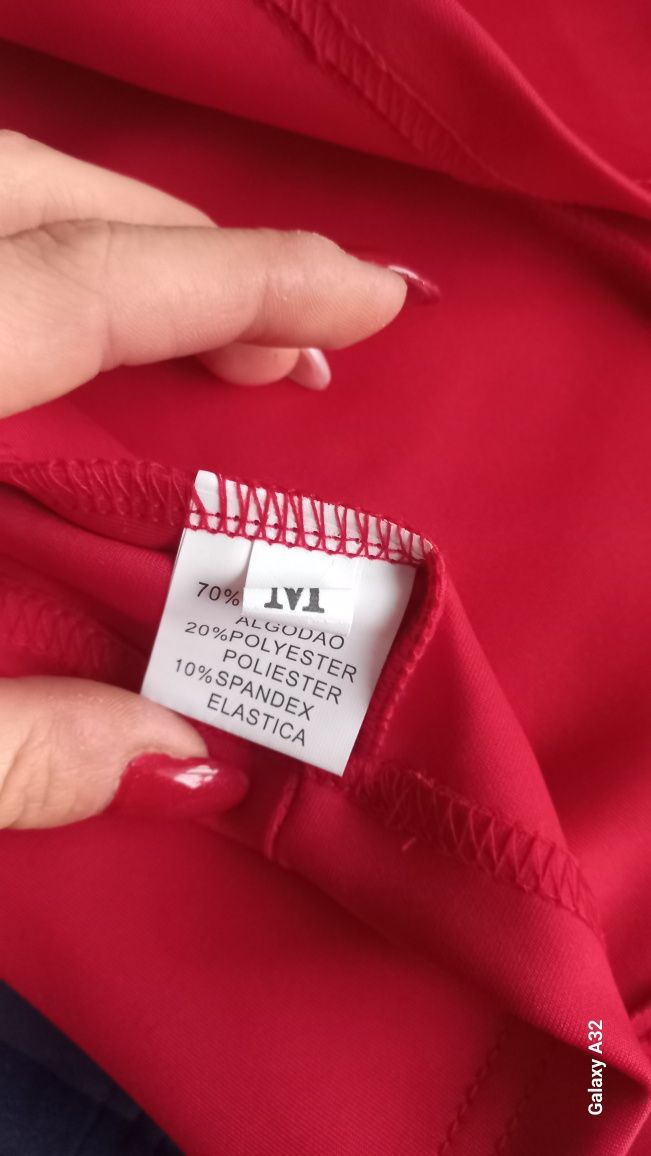 M
70%
ALGODAO
20%POLYESTER
POLIESTER
10%SPANDEX
ELASTICA
Galaxy A32